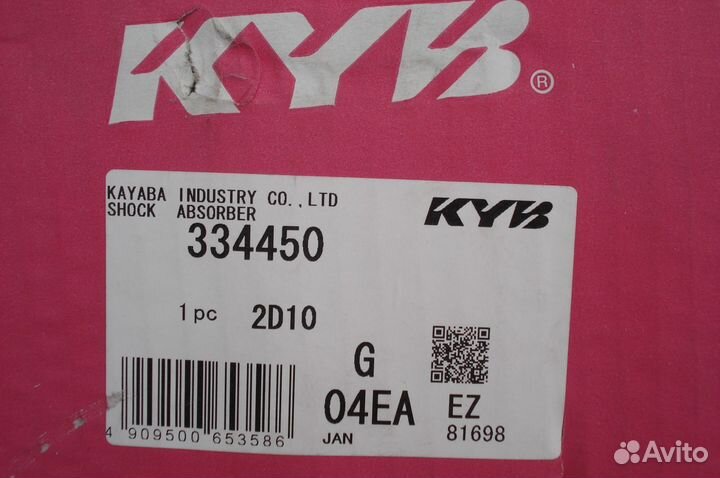 KYB®
KAYABA INDUSTRY CO.,LTD
SHOCK ABSORBER
KYB
334450
1pc 2D10
G
04EA EZ
4 909500 653586
JAN 81698
Avito